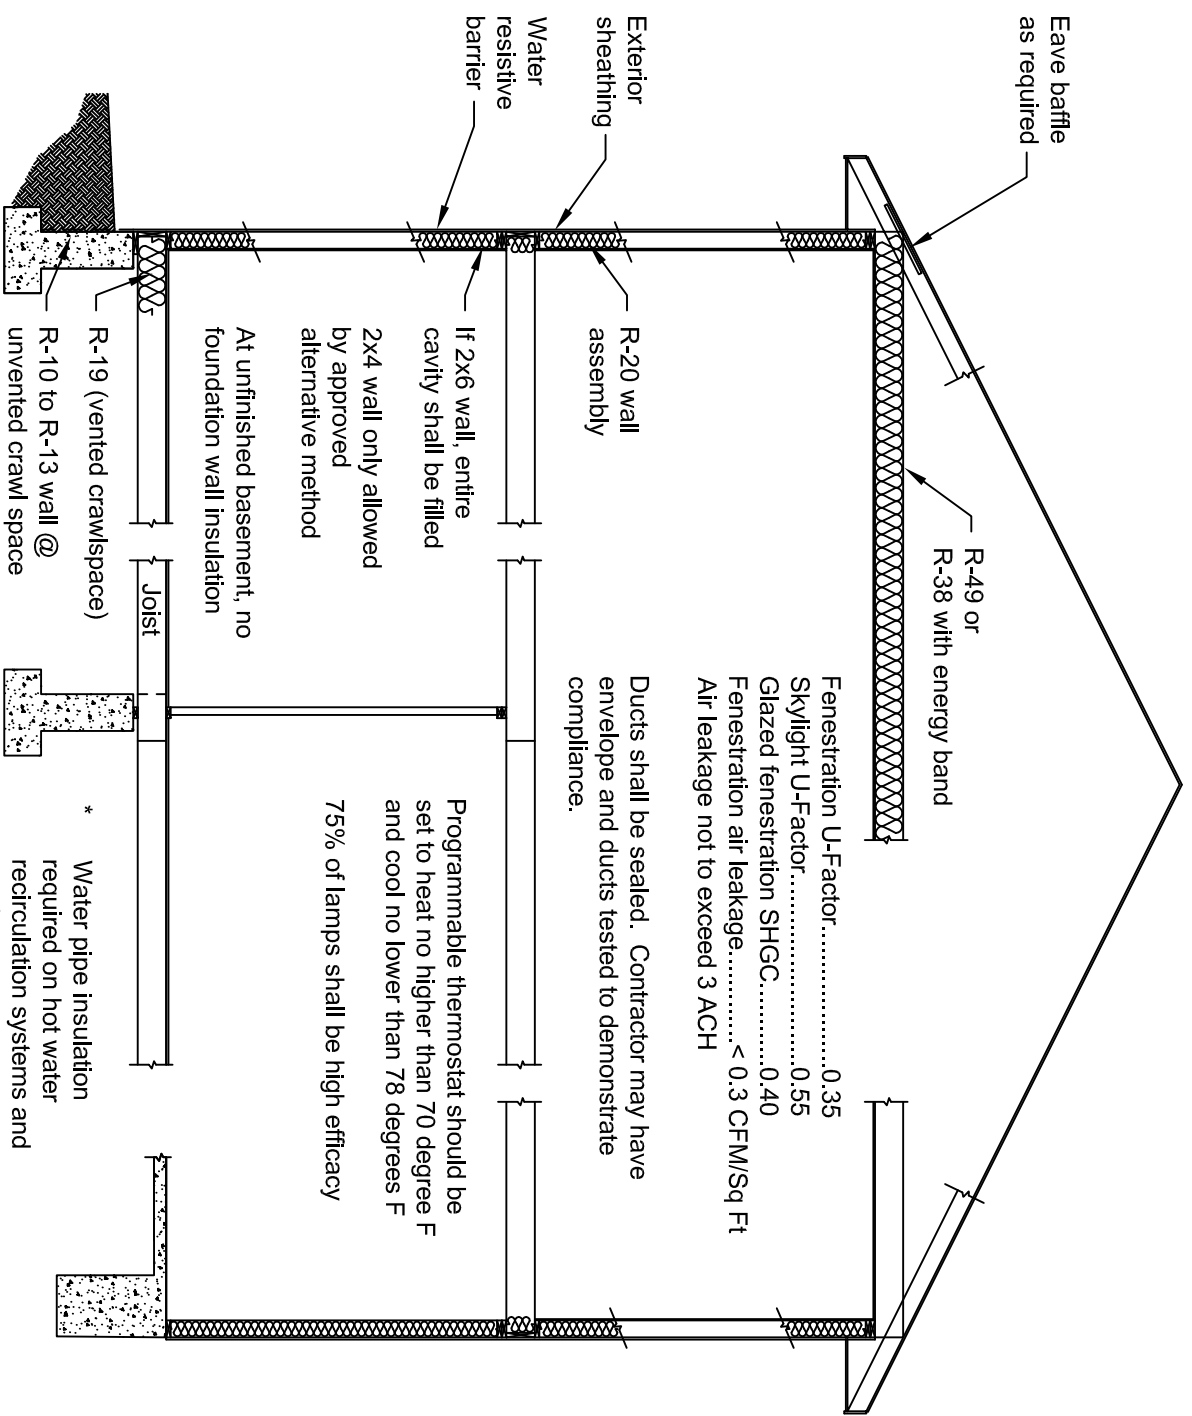 Eave baffle
as required
Exterior
sheathing
Water
resistive
barrier
R-49 or
R-38 with energy band
Fenestration U-Factor..............0.35
Skylight U-Factor....................0.55
Glazed fenestration SHGC......0.40
Fenestration air leakage..........< 0.3 CFM/Sq Ft
Air leakage not to exceed 3 ACH
R-20 wall
assembly
Ducts shall be sealed. Contractor may have
envelope and ducts tested to demonstrate
compliance.
If 2x6 wall, entire
cavity shall be filled
2x4 wall only allowed
by approved
alternative method
Programmable thermostat should be
set to heat no higher than 70 degree F
and cool no lower than 78 degrees F
75% of lamps shall be high efficacy
At unfinished basement, no
foundation wall insulation
Joist
R-19 (vented crawlspace)
R-10 to R-13 wall @
unvented crawl space
* Water pipe insulation
required on hot water
recirculation systems and